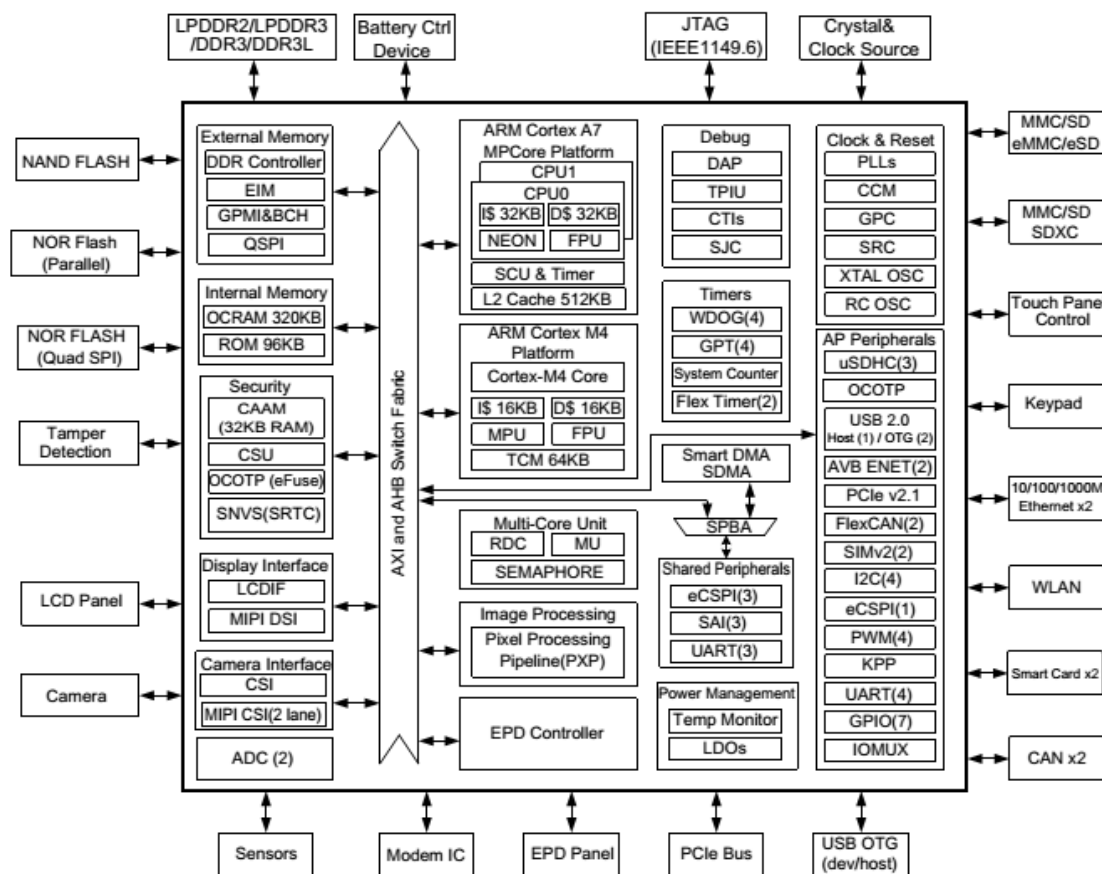 LPDDR2/LPDDR3
/DDR3/DDR3L
Battery Ctrl
Device
JTAG
(IEEE1149.6)
Crystal&
Clock Source
NAND FLASH
NOR Flash
(Parallel)
NOR FLASH
(Quad SPI)
Tamper
Detection
LCD Panel
Camera
External Memory
DDR Controller
EIM
GPMI&BCH
QSPI
Internal Memory
OCRAM 320KB
ROM 96KB
Security
CAAM
(32KB RAM)
CSU
OCOTP (eFuse)
SNVS(SRTC)
Display Interface
LCDIF
MIPI DSI
Camera Interface
CSI
MIPI CSI(2 lane)
ADC (2)
AXI and AHB Switch Fabric
ARM Cortex A7
MPCore Platform
CPU1
CPU0
I$ 32KB
D$ 32KB
NEON
FPU
SCU & Timer
L2 Cache 512KB
ARM Cortex M4
Platform
Cortex-M4 Core
I$ 16KB
D$ 16KB
MPU
FPU
TCM 64KB
Multi-Core Unit
RDC
MU
SEMAPHORE
Image Processing
Pixel Processing
Pipeline(PXP)
EPD Controller
Debug
DAP
TPIU
CTIs
SJC
Timers
WDOG(4)
GPT(4)
System Counter
Flex Timer(2)
Smart DMA
SDMA
SPBA
Shared Peripherals
eCSPI(3)
SAI(3)
UART(3)
Power Management
Temp Monitor
LDOs
Clock & Reset
PLLs
CCM
GPC
SRC
XTAL OSC
RC OSC
AP Peripherals
uSDHC(3)
OCOTP
USB 2.0
Host (1) / OTG (2)
AVB ENET(2)
PCIe v2.1
FlexCAN(2)
SIMv2(2)
I2C(4)
eCSPI(1)
PWM(4)
KPP
UART(4)
GPIO(7)
IOMUX
MMC/SD
eMMC/eSD
MMC/SD
SDXC
Touch Panel
Control
Keypad
10/100/1000M
Ethernet x2
WLAN
Smart Card x2
CAN x2
Sensors
Modem IC
EPD Panel
PCIe Bus
USB OTG
(dev/host)